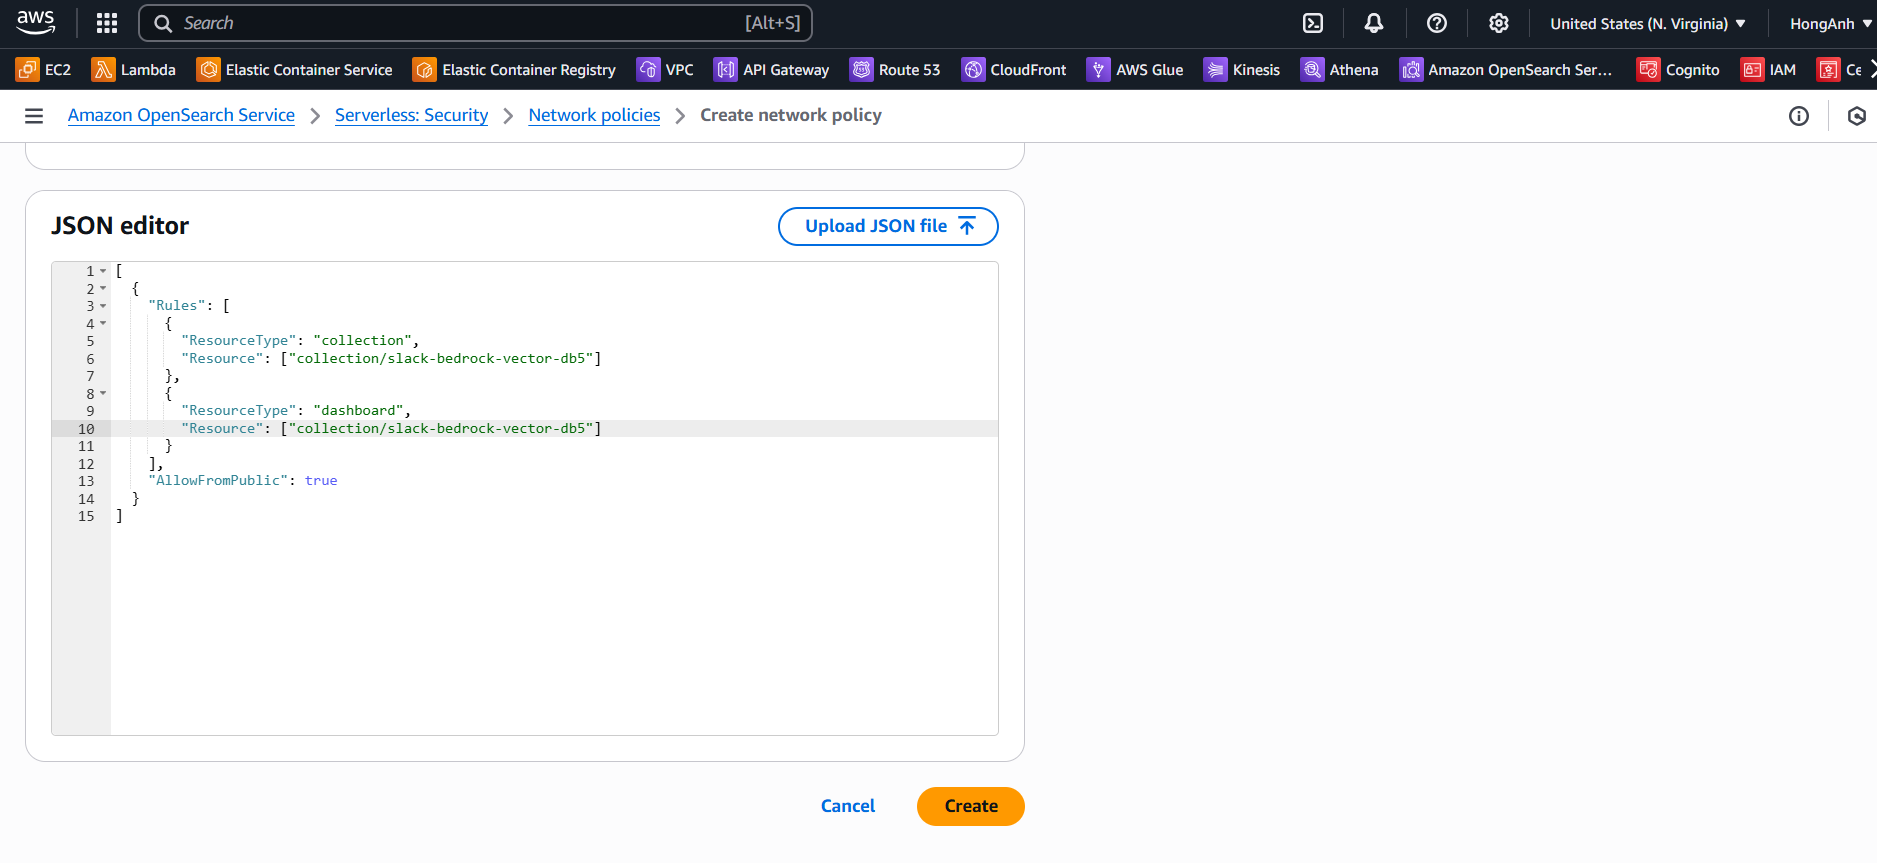 aws
Search [Alt+S] United States (N. Virginia) HongAnh
EC2 Lambda Elastic Container Service Elastic Container Registry VPC API Gateway Route 53 CloudFront AWS Glue Kinesis Athena Amazon OpenSearch Ser... Cognito IAM Ce
Amazon OpenSearch Service Serverless: Security Network policies Create network policy
JSON editor Upload JSON file
1 [
2 {
3 "Rules": [
4 {
5 "ResourceType": "collection",
6 "Resource": ["collection/slack-bedrock-vector-db5"]
7 },
8 {
9 "ResourceType": "dashboard",
10 "Resource": ["collection/slack-bedrock-vector-db5"]
11 }
12 ],
13 "AllowFromPublic": true
14 }
15 ]
Cancel Create